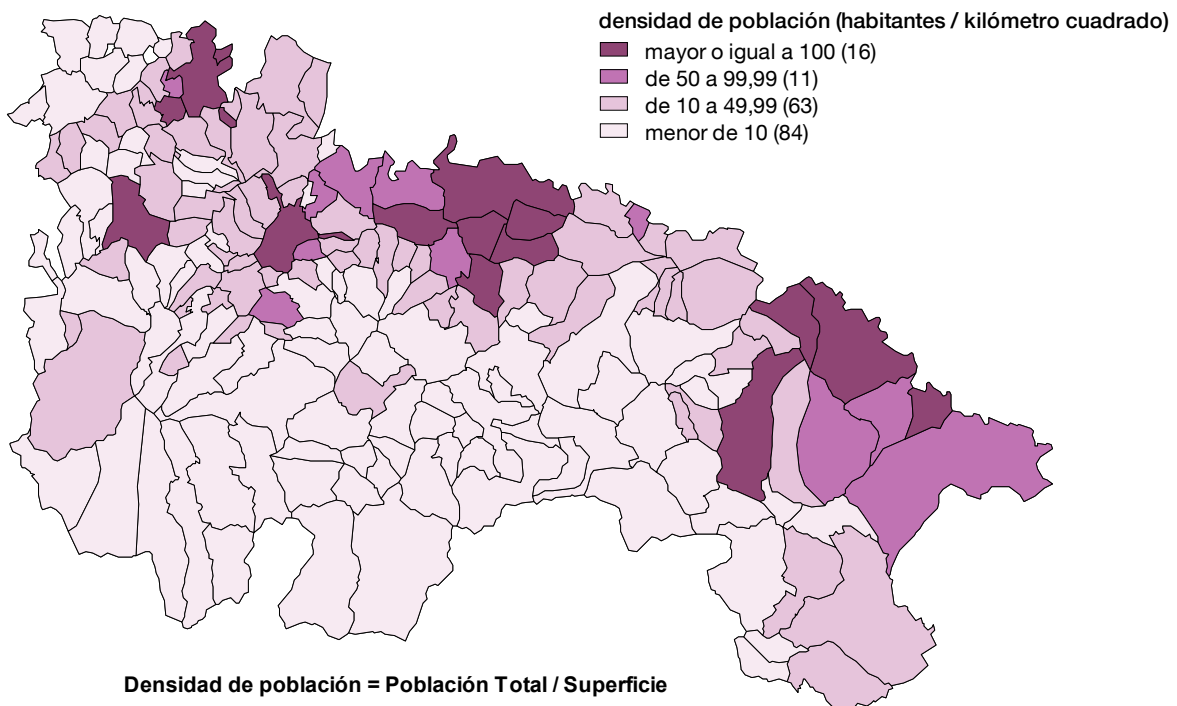 densidad de población (habitantes / kilómetro cuadrado)
mayor o igual a 100 (16)
de 50 a 99,99 (11)
de 10 a 49,99 (63)
menor de 10 (84)
Densidad de población = Población Total / Superficie